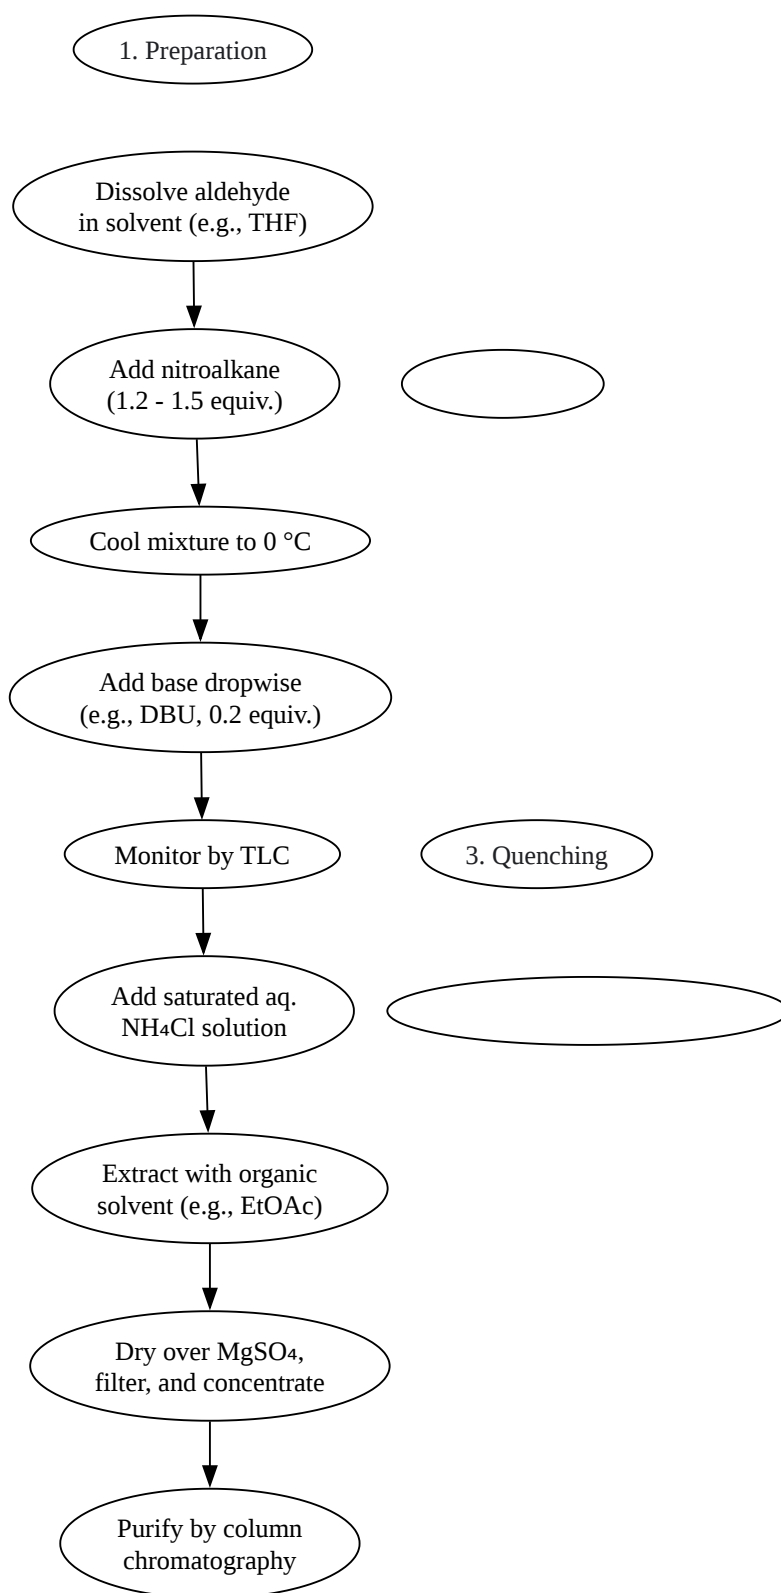 1. Preparation
Dissolve aldehyde
in solvent (e.g., THF)
Add nitroalkane
(1.2 - 1.5 equiv.)
Cool mixture to 0 °C
Add base dropwise
(e.g., DBU, 0.2 equiv.)
Monitor by TLC
3. Quenching
Add saturated aq.
NH₄Cl solution
Extract with organic
solvent (e.g., EtOAc)
Dry over MgSO₄,
filter, and concentrate
Purify by column
chromatography